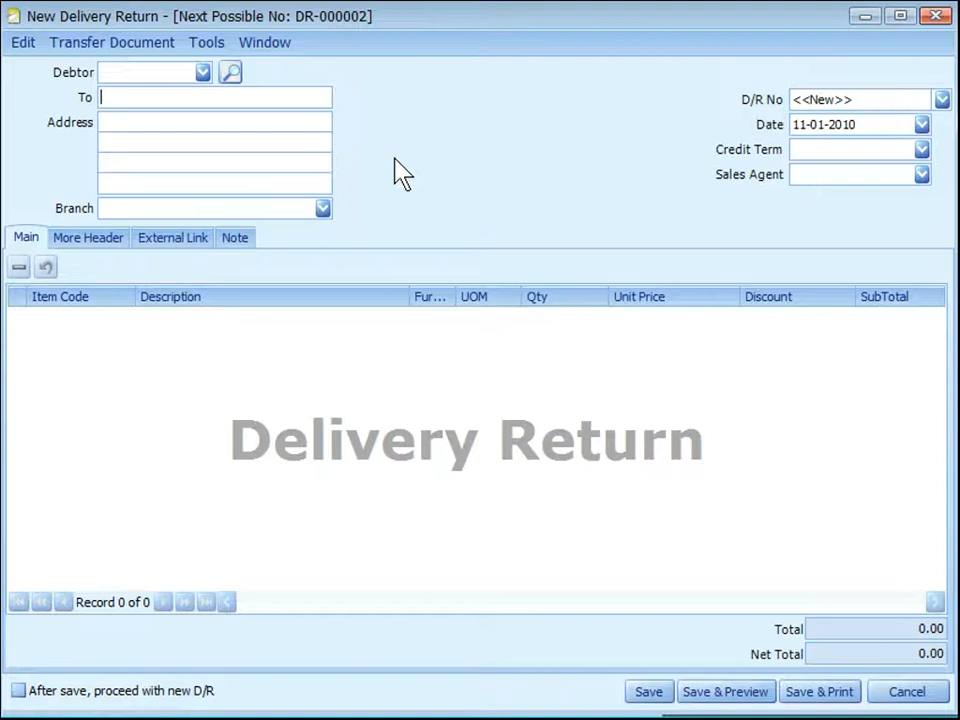 New Delivery Return - [Next Possible No: DR-000002]
Edit Transfer Document Tools Window
Debtor
To
Address
Branch
D/R No <<New>>
Date 11-01-2010
Credit Term
Sales Agent
Main More Header External Link Note
Item Code Description Fur... UOM Qty Unit Price Discount SubTotal
Delivery Return
Record 0 of 0
Total 0.00
Net Total 0.00
After save, proceed with new D/R
Save Save & Preview Save & Print Cancel